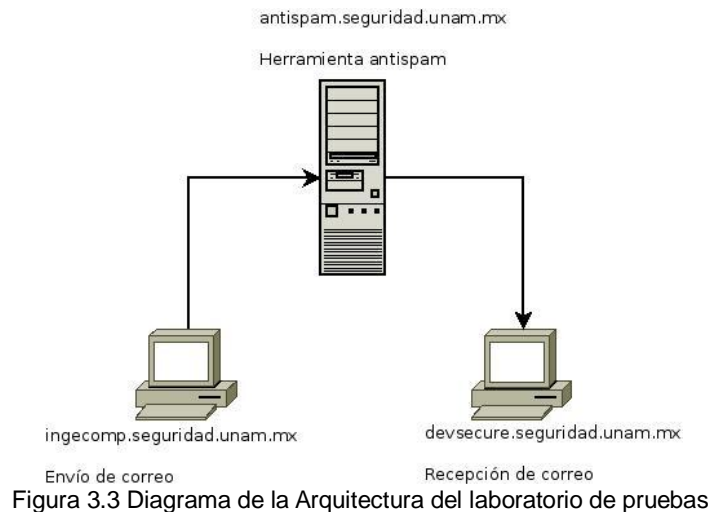 antispam.seguridad.unam.mx
Herramienta antispam
ingecomp.seguridad.unam.mx
Envío de correo
devsecure.seguridad.unam.mx
Recepción de correo
Figura 3.3 Diagrama de la Arquitectura del laboratorio de pruebas